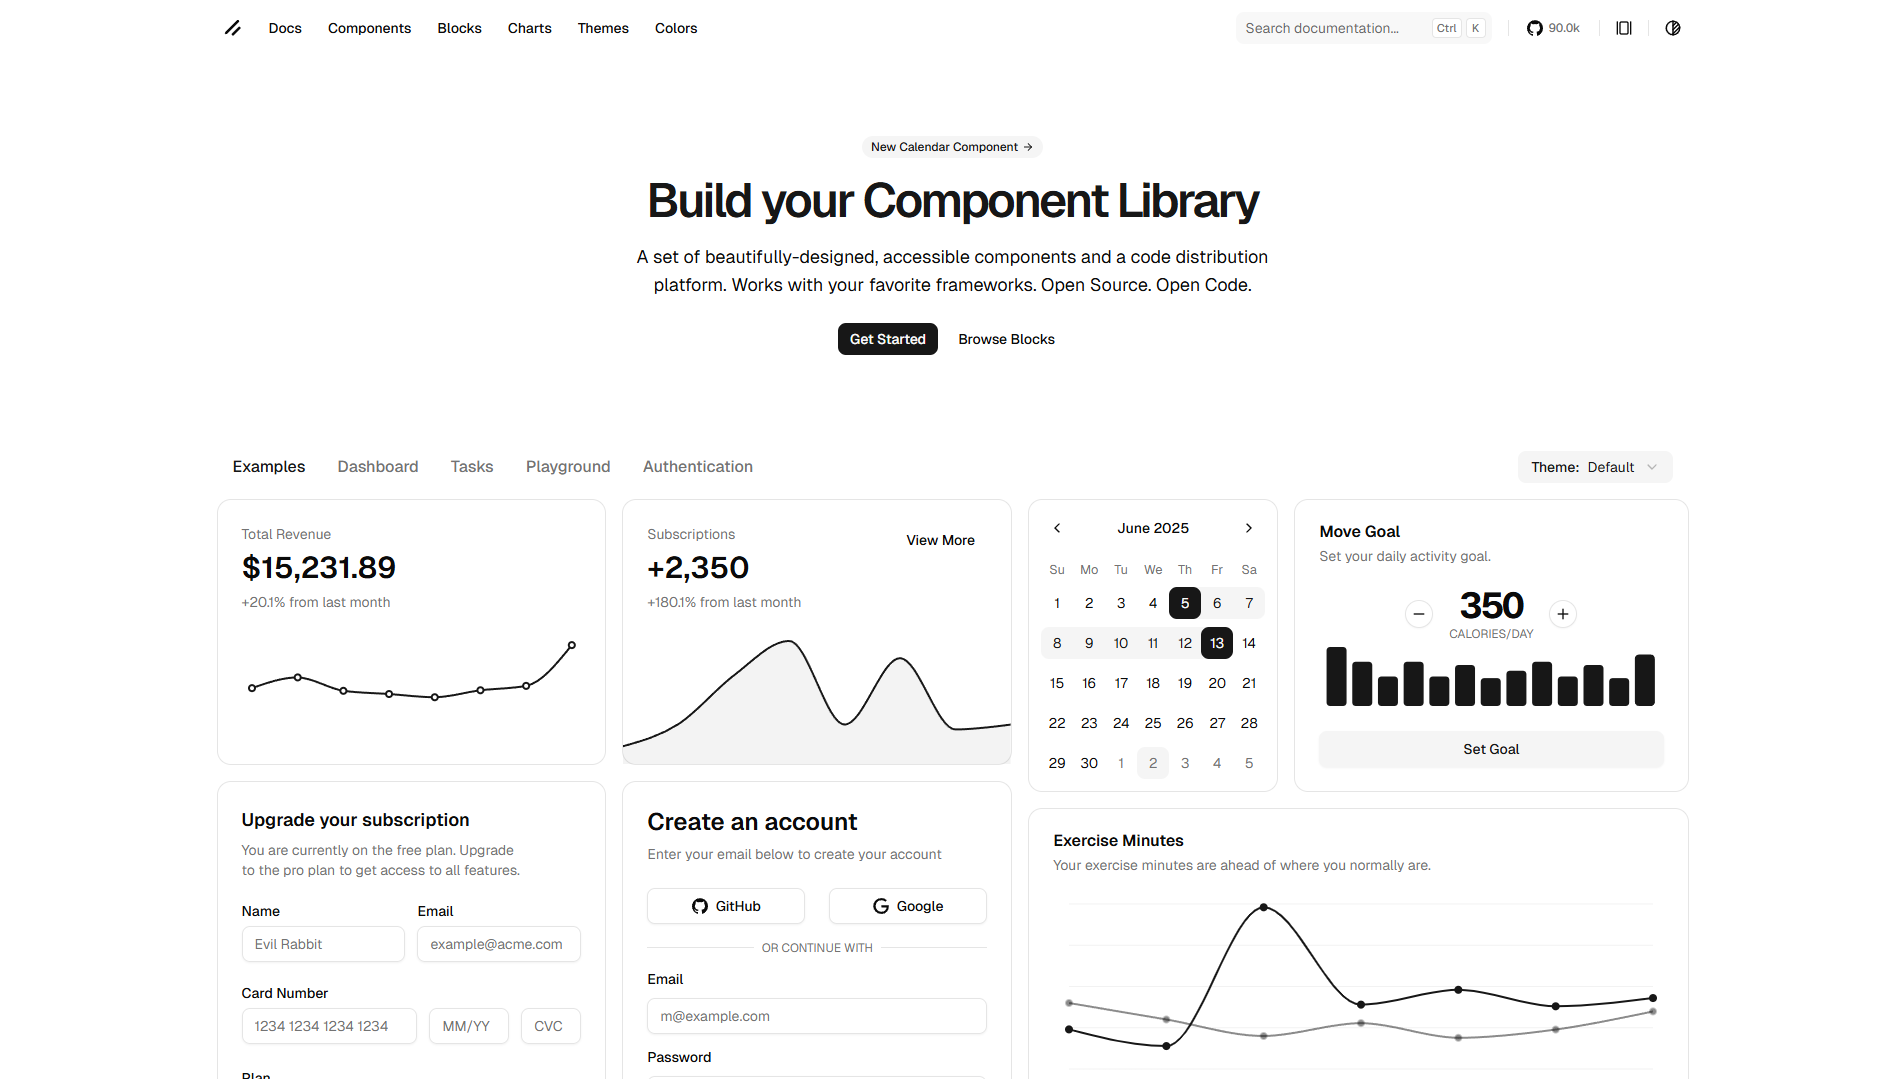 Docs Components Blocks Charts Themes Colors
Search documentation... Ctrl K
90.0k
New Calendar Component →
Build your Component Library
A set of beautifully-designed, accessible components and a code distribution
platform. Works with your favorite frameworks. Open Source. Open Code.
Get Started
Browse Blocks
Examples Dashboard Tasks Playground Authentication
Theme: Default
Total Revenue
$15,231.89
+20.1% from last month
Subscriptions
+2,350
+180.1% from last month
View More
June 2025
Su Mo Tu We Th Fr Sa
1 2 3 4 5 6 7
8 9 10 11 12 13 14
15 16 17 18 19 20 21
22 23 24 25 26 27 28
29 30 1 2 3 4 5
Move Goal
Set your daily activity goal.
350
CALORIES/DAY
Set Goal
Upgrade your subscription
You are currently on the free plan. Upgrade
to the pro plan to get access to all features.
Name
Evil Rabbit
Email
example@acme.com
Card Number
1234 1234 1234 1234
MM/YY
CVC
Plan
Create an account
Enter your email below to create your account
GitHub
Google
OR CONTINUE WITH
Email
m@example.com
Password
Exercise Minutes
Your exercise minutes are ahead of where you normally are.